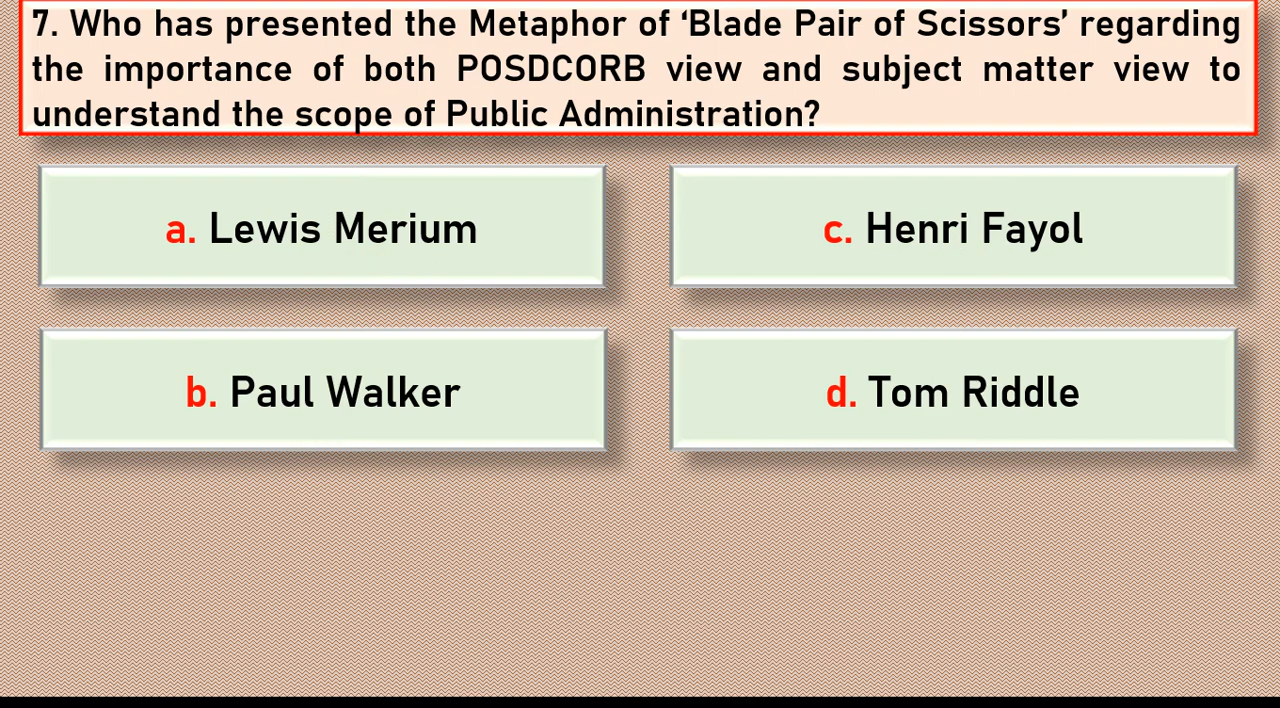 7. Who has presented the Metaphor of ‘Blade Pair of Scissors’ regarding
the importance of both POSDCORB view and subject matter view to
understand the scope of Public Administration?
a. Lewis Merium
c. Henri Fayol
b. Paul Walker
d. Tom Riddle